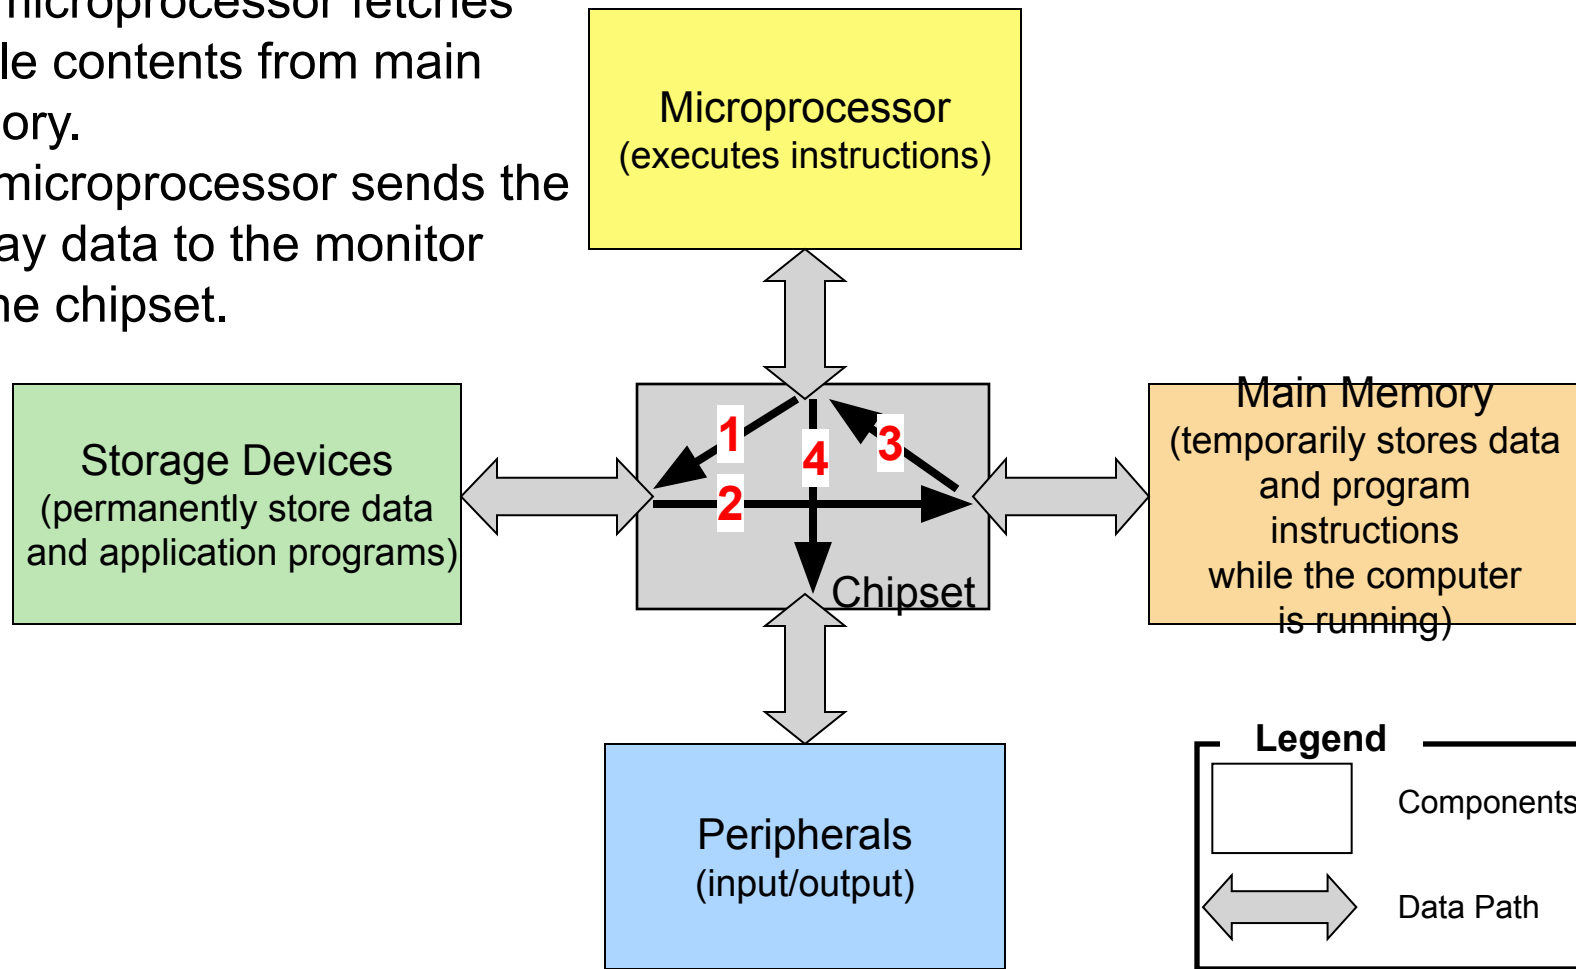 microprocessor fetches
le contents from main
ory.
microprocessor sends the
ay data to the monitor
he chipset.
Microprocessor
(executes instructions)
Storage Devices
(permanently store data
and application programs)
1
2
3
4
Chipset
Main Memory
(temporarily stores data
and program
instructions
while the computer
is running)
Peripherals
(input/output)
Legend
Components
Data Path